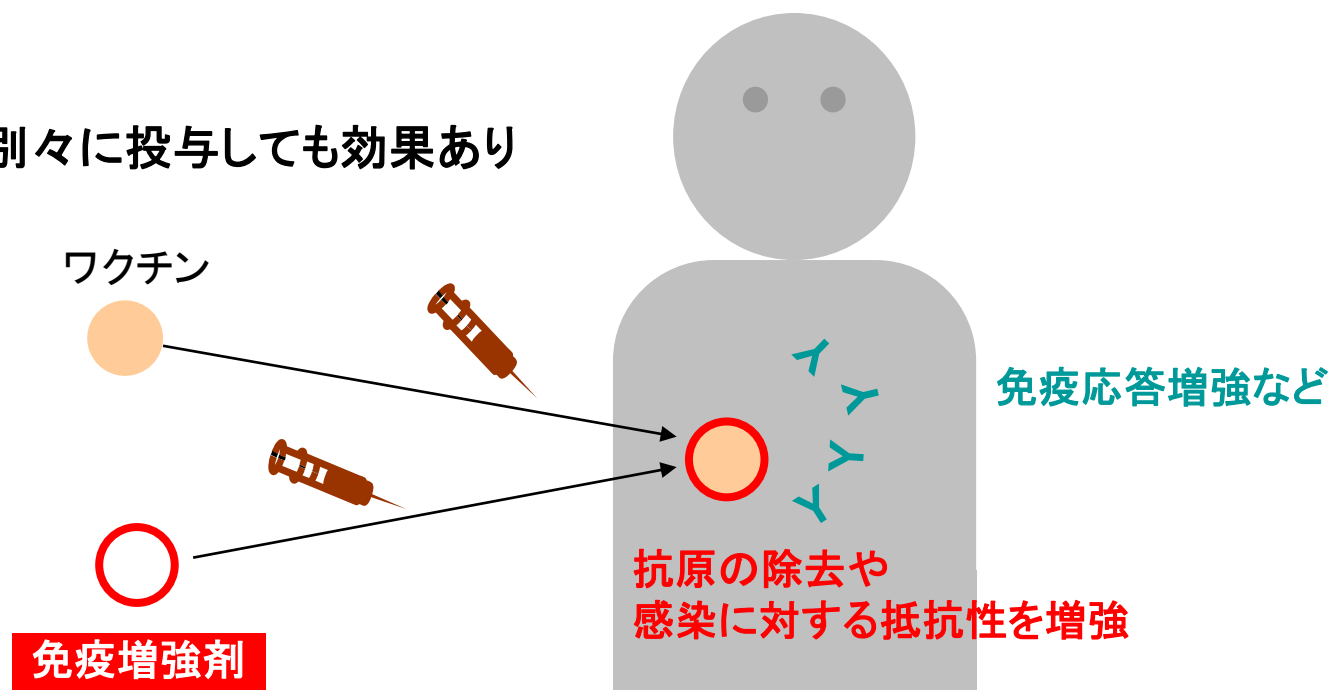 別々に投与しても効果あり
ワクチン
免疫応答増強など
抗原の除去や
感染に対する抵抗性を増強
免疫増強剤